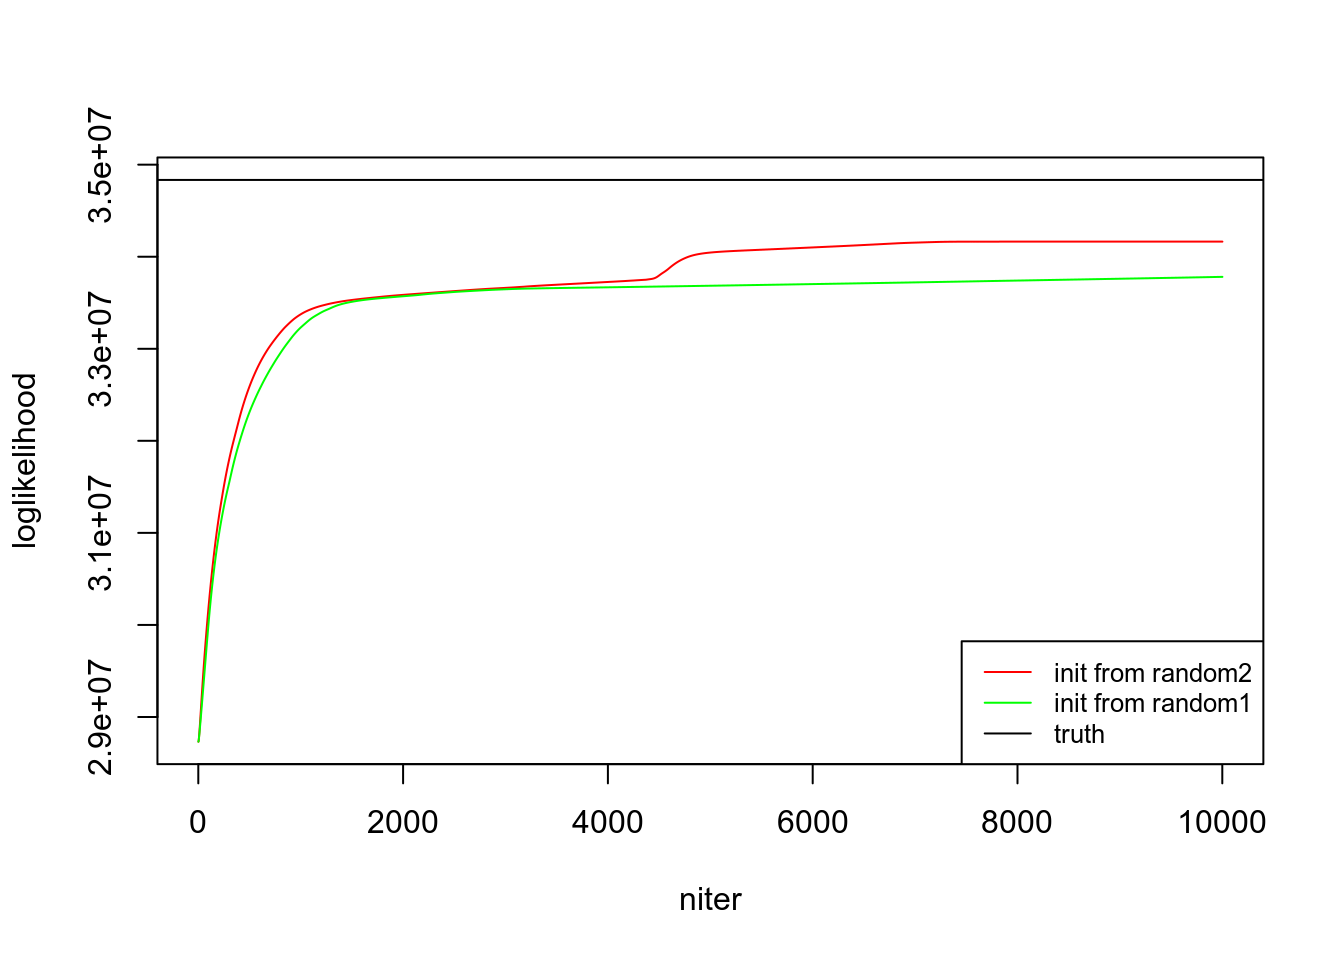 loglikelihood
3.5e+07
3.3e+07
3.1e+07
2.9e+07
init from random2
init from random1
truth
0 2000 4000 6000 8000 10000
niter